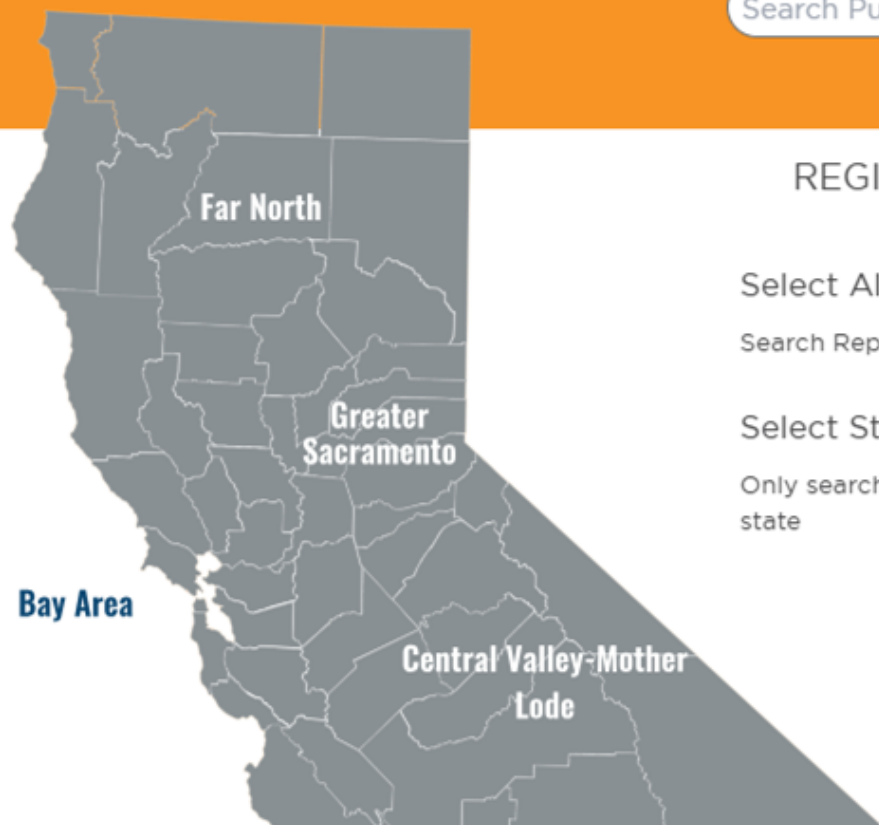 Search Pu
REGI
Far North
Select Al
Search Rep
Greater
Sacramento
Select St
Only search
state
Bay Area
Central Valley-Mother
Lode